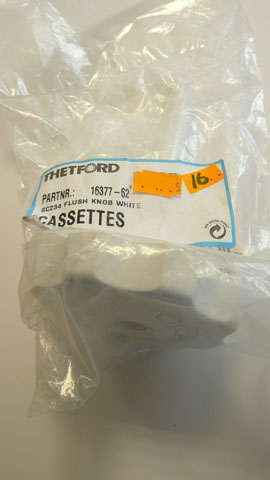 THETFORD
PARTNR.: 16377-62
SC234 FLUSH KNOB WHITE
CASSETTES
16.